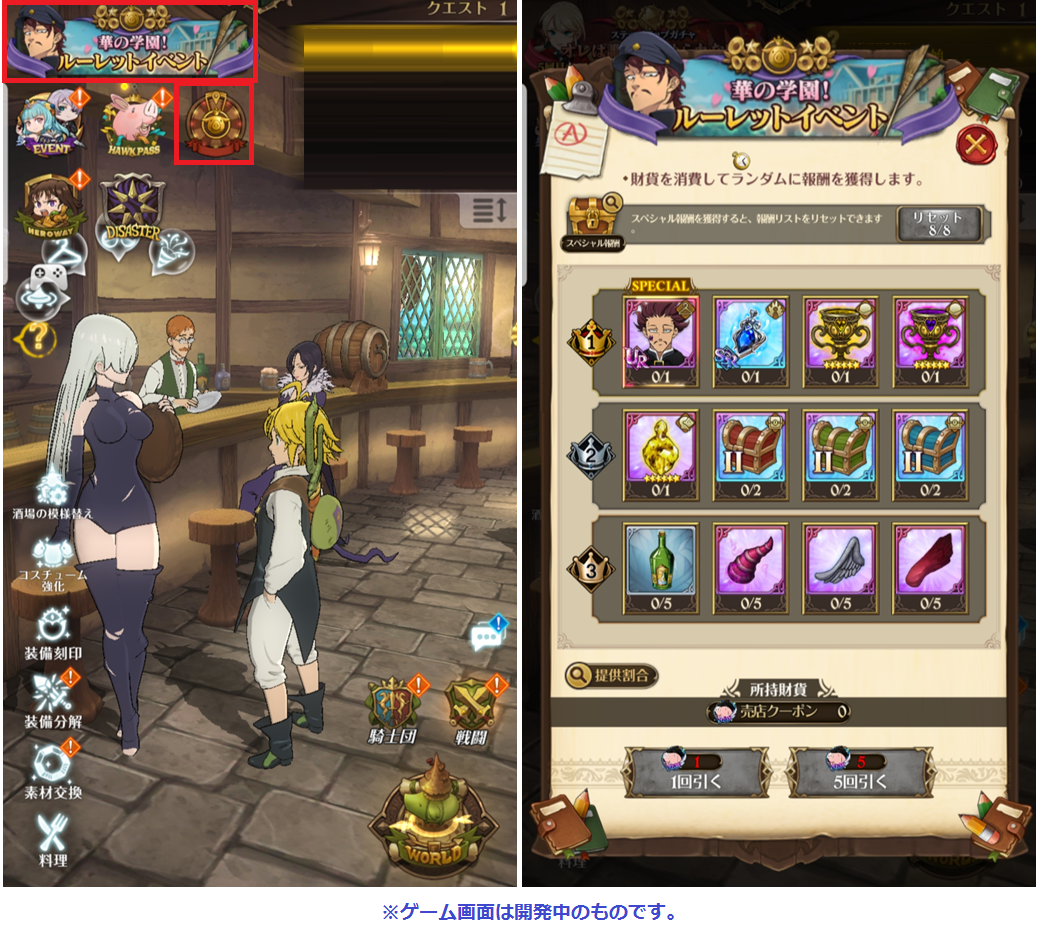 クエスト 1
華の学園!
ルーレットイベント
EVENT
HAWK PASS
HEROWAY
DISASTER
酒場の模様替え
コスチューム
強化
装備刻印
装備分解
素材交換
料理
騎士団
戦闘
WORLD
クエスト 1
華の学園!
ルーレットイベント
・財貨を消費してランダムに報酬を獲得します。
スペシャル報酬
スペシャル報酬を獲得すると、報酬リストをリセットできます
。
リセット
8/8
SPECIAL
1
UR
0/1
SR
0/1
0/1
0/1
2
0/1
II
0/2
II
0/2
II
0/2
3
0/5
0/5
0/5
0/5
提供割合
所持財貨
売店クーポン 0
1
1回引く
5
5回引く
料理
※ゲーム画面は開発中のものです。